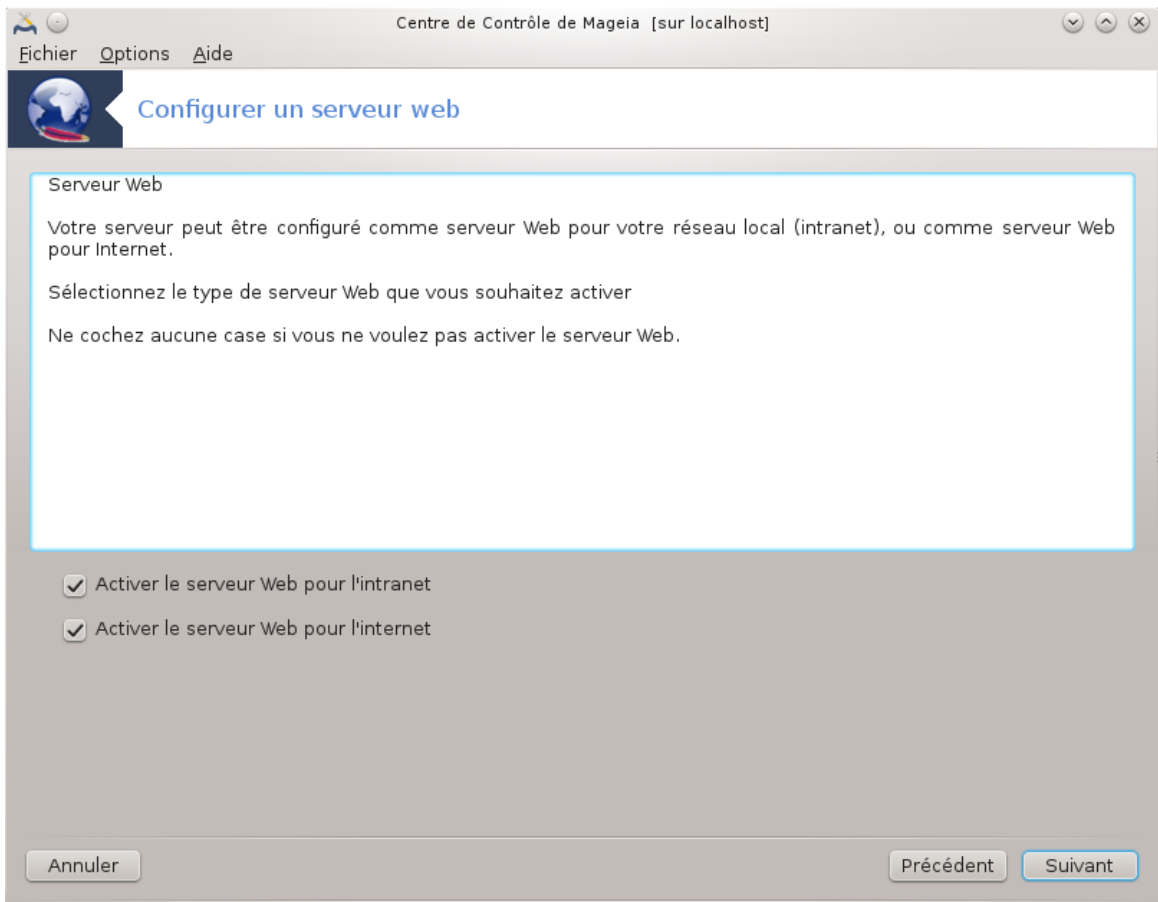 Centre de Contrôle de Mageia [sur localhost]
Fichier Options Aide
Configurer un serveur web
Serveur Web
Votre serveur peut être configuré comme serveur Web pour votre réseau local (intranet), ou comme serveur Web
pour Internet.
Sélectionnez le type de serveur Web que vous souhaitez activer
Ne cochez aucune case si vous ne voulez pas activer le serveur Web.
Activer le serveur Web pour l'intranet
Activer le serveur Web pour l'internet
Annuler Précédent Suivant